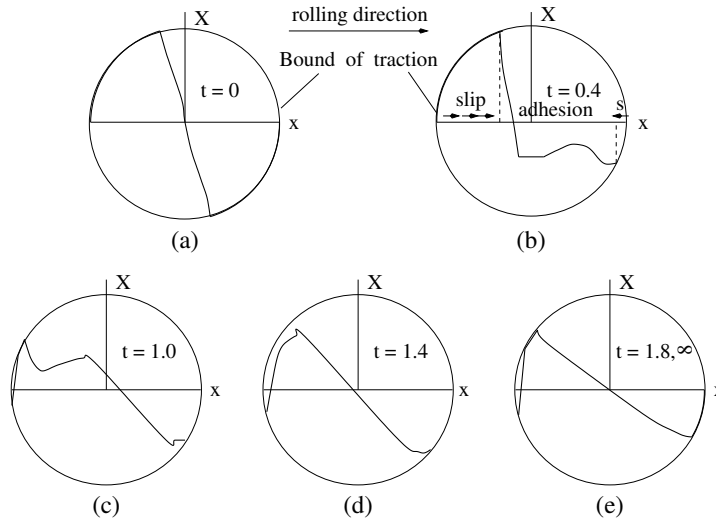 X rolling direction X
Bound of traction
t = 0 t = 0.4
slip adhesion s
x x
(a) (b)
X X X
t = 1.0 t = 1.4 t = 1.8, ∞
x x x
(c) (d) (e)